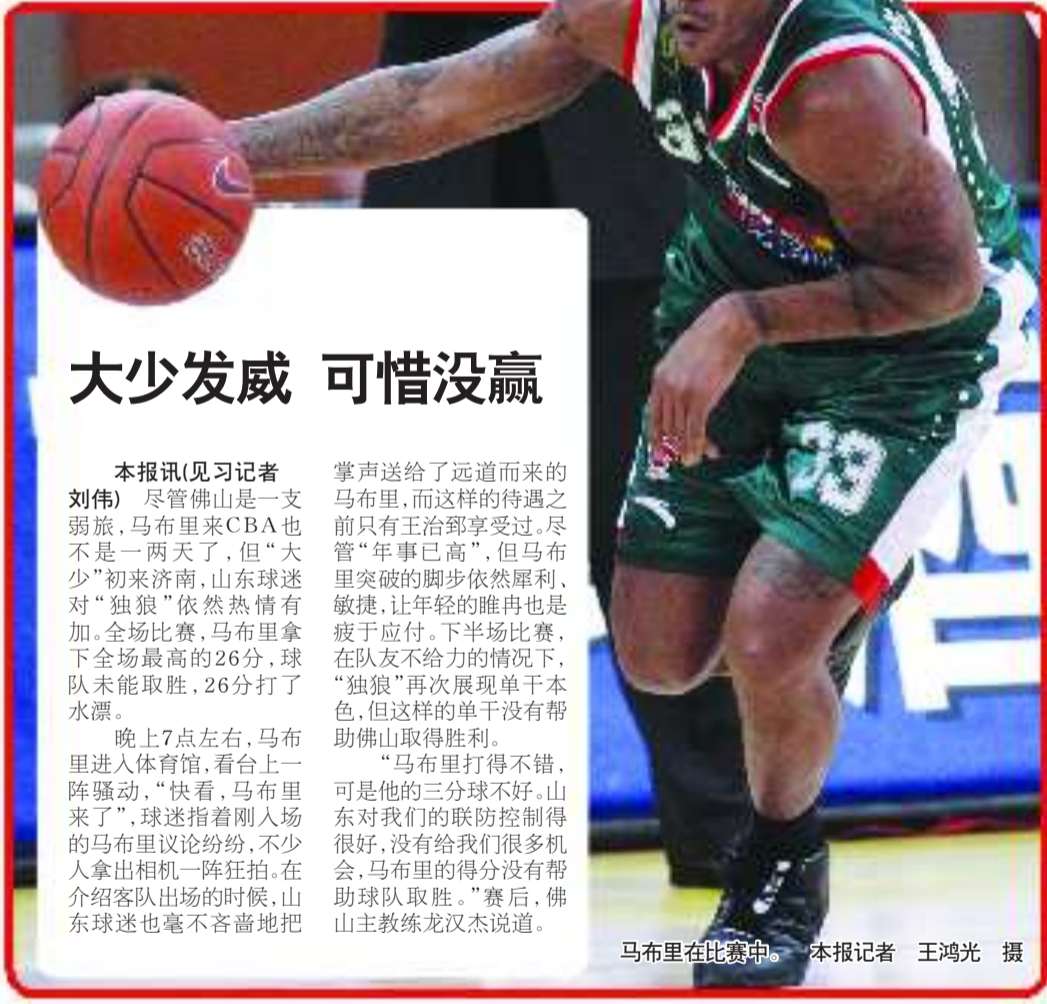 大少发威 可惜没赢
本报讯(见习记者
刘伟) 尽管佛山是一支
弱旅,马布里来CBA也
不是一两天了,但“大
少”初来济南,山东球迷
对“独狼”依然热情有
加。全场比赛,马布里拿
下全场最高的26分,球
队未能取胜,26分打了
水漂。
晚上7点左右,马布
里进入体育馆,看台上一
阵骚动,“快看,马布里
来了”,球迷指着刚入场
的马布里议论纷纷,不少
人拿出相机一阵狂拍。在
介绍客队出场的时候,山
东球迷也毫不吝啬地把
掌声送给了远道而来的
马布里,而这样的待遇之
前只有王治郅享受过。尽
管“年事已高”,但马布
里突破的脚步依然犀利、
敏捷,让年轻的睢冉也是
疲于应付。下半场比赛,
在队友不给力的情况下,
“独狼”再次展现单干本
色,但这样的单干没有帮
助佛山取得胜利。
“马布里打得不错,
可是他的三分球不好。山
东对我们的联防控制得
很好,没有给我们很多机
会,马布里的得分没有帮
助球队取胜。”赛后,佛
山主教练龙汉杰说道。
33
马布里在比赛中。 本报记者 王鸿光 摄